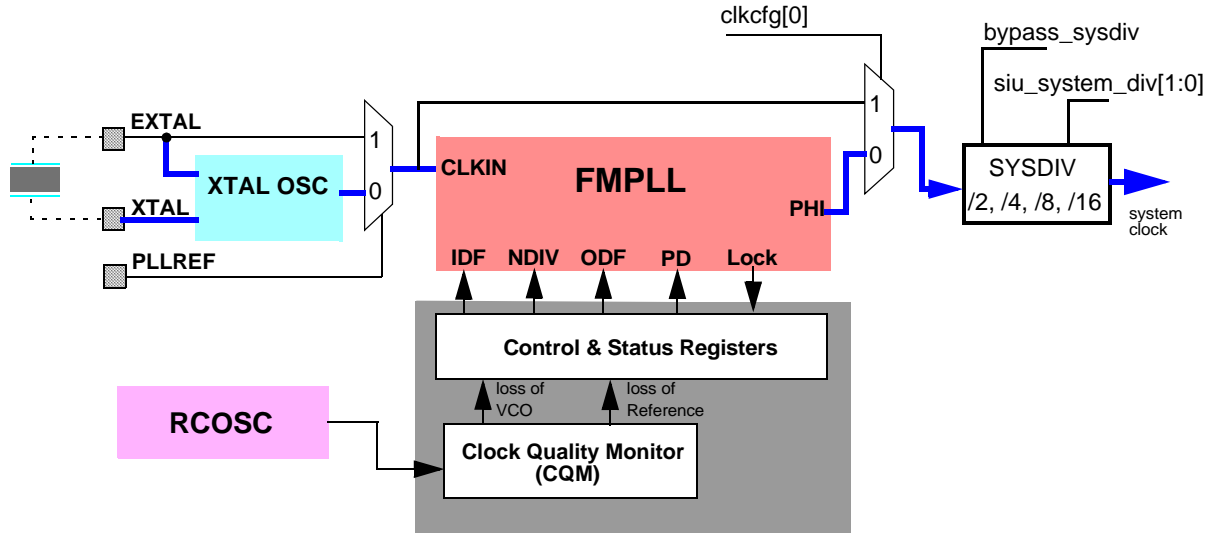 clkcfg[0]
bypass_sysdiv
siu_system_div[1:0]
EXTAL
1
0
XTAL OSC
XTAL
PLLREF
CLKIN
FMPLL
PHI
IDF NDIV ODF PD Lock
1
0
SYSDIV
/2, /4, /8, /16
system
clock
Control & Status Registers
loss of
VCO
loss of
Reference
RCOSC
Clock Quality Monitor
(CQM)